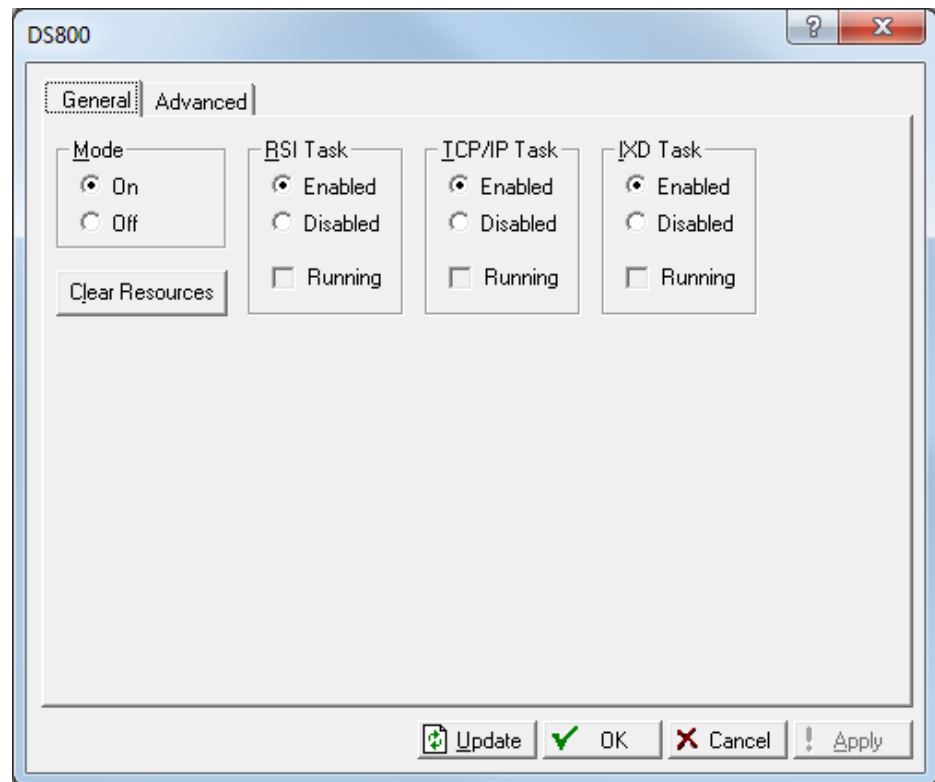 DS800
General Advanced
Mode RSI Task TCP/IP Task IXD Task
On Enabled Enabled Enabled
Off Disabled Disabled Disabled
Clear Resources Running Running Running
Update OK Cancel Apply